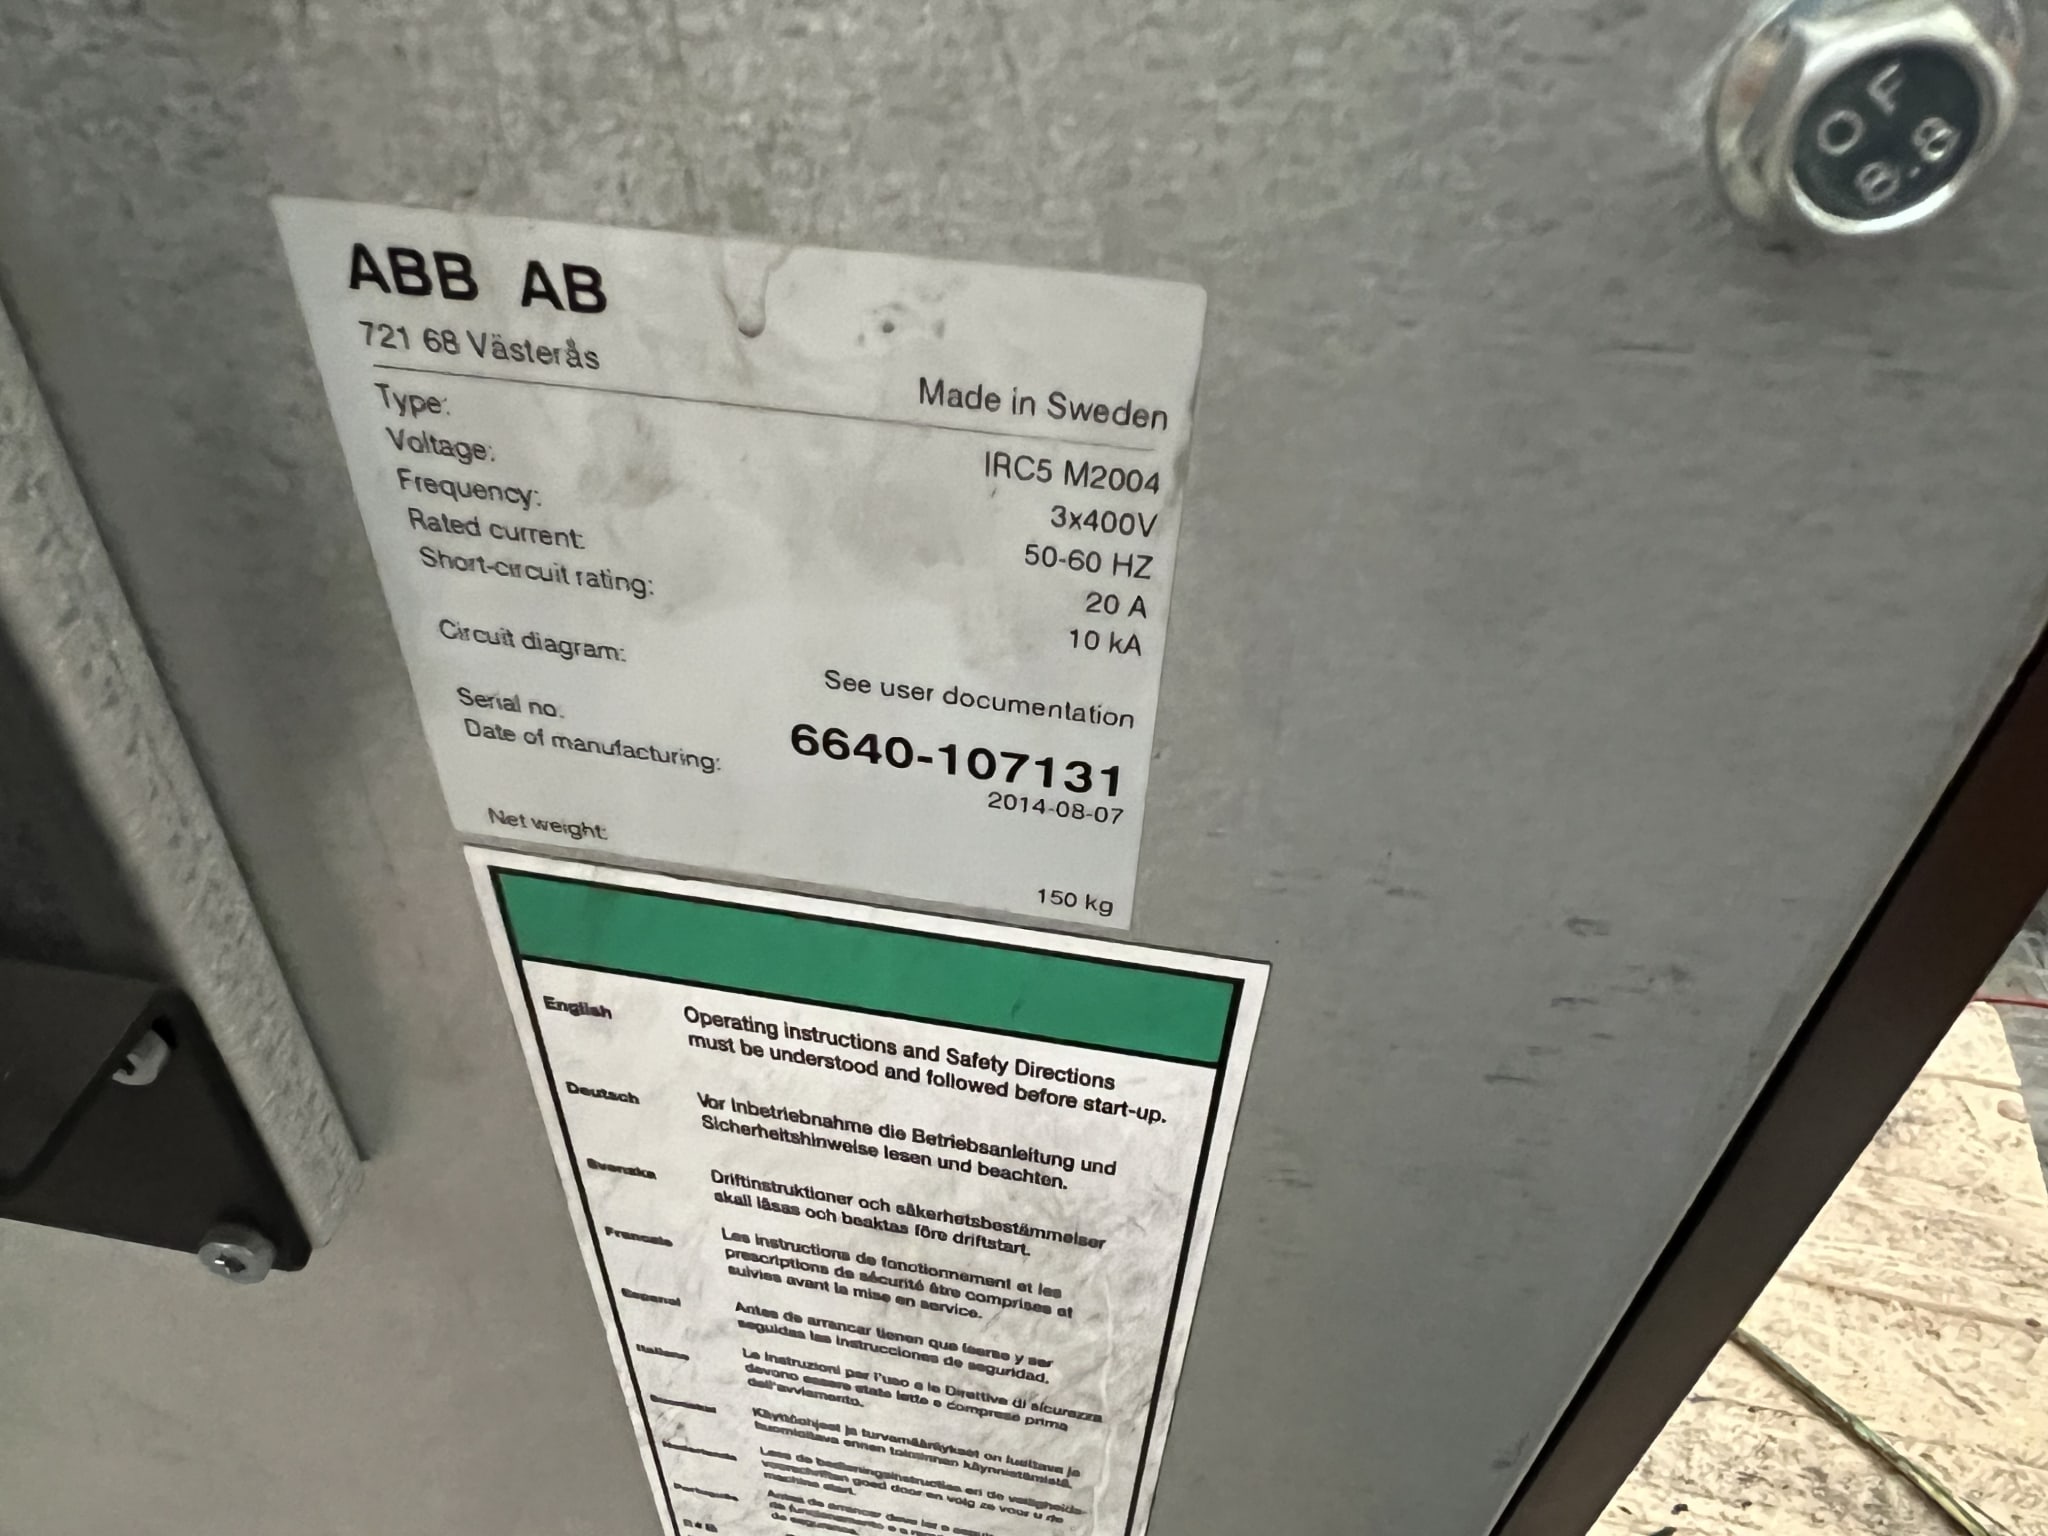 ABB AB
721 68 Västerås
Made in Sweden
Type: IRC5 M2004
Voltage: 3x400V
Frequency: 50-60 HZ
Rated current: 20 A
Short-circuit rating: 10 kA
Circuit diagram: See user documentation
Serial no. 6640-107131
Date of manufacturing: 2014-08-07
Net weight: 150 kg
English
Operating instructions and Safety Directions
must be understood and followed before start-up.
Deutsch
Vor Inbetriebnahme die Betriebsanleitung und
Sicherheitshinweise lesen und beachten.
Svenska
Driftinstruktioner och säkerhetsbestämmelser
skall läsas och beaktas före driftstart.
Francais
Les instructions de fonctionnement et les
prescriptions de sécurité être comprises et
suivies avant la mise en service.
Espanol
Antes de arrancar tienen que leerse y ser
seguidas las instrucciones de seguridad.
Italiano
Le instruzioni per l'uso e le Direttive di sicurezza
devono essere state lette e comprese prima
dell'avviamento.
Nederlands
Português
F
O
8.8